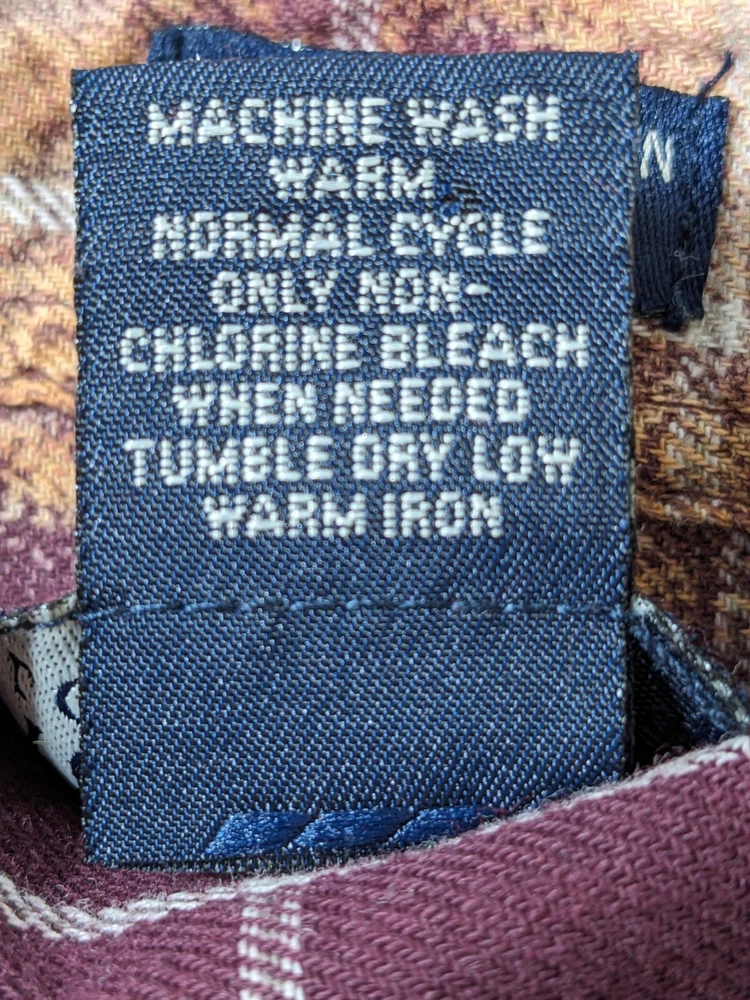 MACHINE WASH
WARM
NORMAL CYCLE
ONLY NON-
CHLORINE BLEACH
WHEN NEEDED
TUMBLE DRY LOW
WARM IRON
N